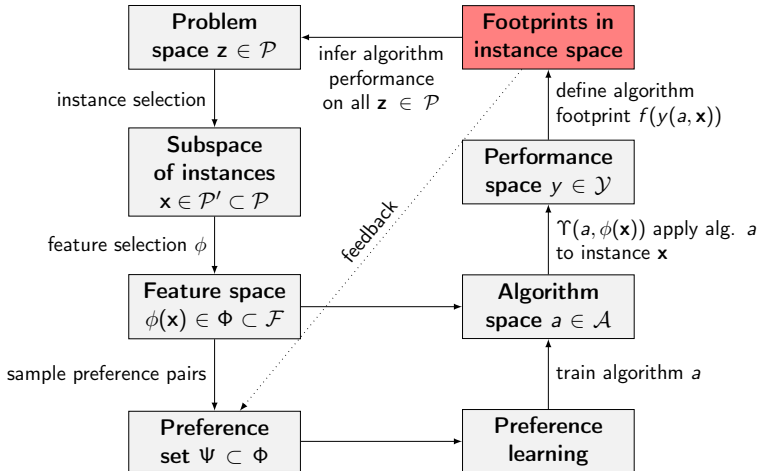 Problem
space z ∈ 𝒫
Footprints in
instance space
infer algorithm
performance
on all z ∈ 𝒫
instance selection
define algorithm
footprint f(y(a, x))
Subspace
of instances
x ∈ 𝒫′ ⊂ 𝒫
Performance
space y ∈ 𝒴
feedback
feature selection ϕ
ϒ(a, ϕ(x)) apply alg. a
to instance x
Feature space
ϕ(x) ∈ Φ ⊂ ℱ
Algorithm
space a ∈ 𝒜
sample preference pairs
train algorithm a
Preference
set Ψ ⊂ Φ
Preference
learning